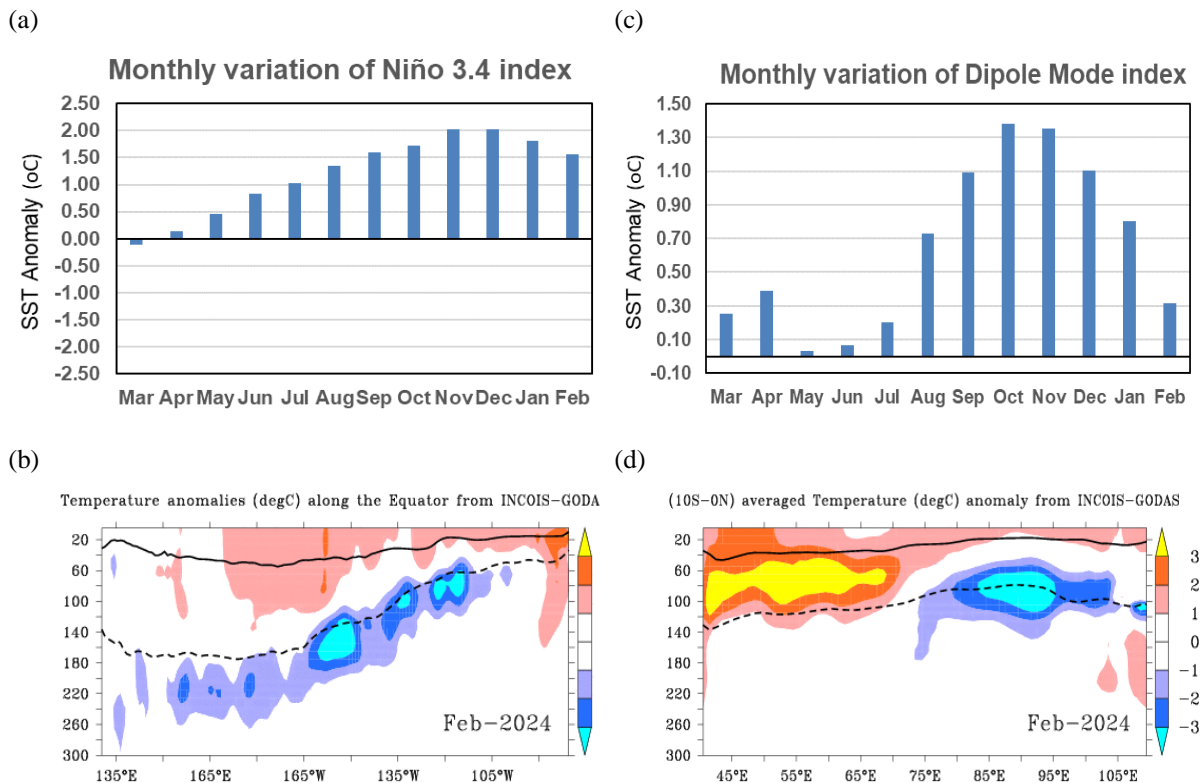 (a)
Monthly variation of Niño 3.4 index
SST Anomaly (oC)
2.50
2.00
1.50
1.00
0.50
0.00
-0.50
-1.00
-1.50
-2.00
-2.50
Mar Apr May Jun Jul Aug Sep Oct Nov Dec Jan Feb
(c)
Monthly variation of Dipole Mode index
SST Anomaly (oC)
1.50
1.30
1.10
0.90
0.70
0.50
0.30
0.10
-0.10
Mar Apr May Jun Jul Aug Sep Oct Nov Dec Jan Feb
(b)
Temperature anomalies (degC) along the Equator from INCOIS-GODA
20
60
100
140
180
220
260
300
Feb-2024
135°E 165°E 165°W 135°W 105°W
(d)
(10S-0N) averaged Temperature (degC) anomaly from INCOIS-GODAS
20
60
100
140
180
220
260
300
Feb-2024
45°E 55°E 65°E 75°E 85°E 95°E 105°E
3
2
1
0
-1
-2
-3